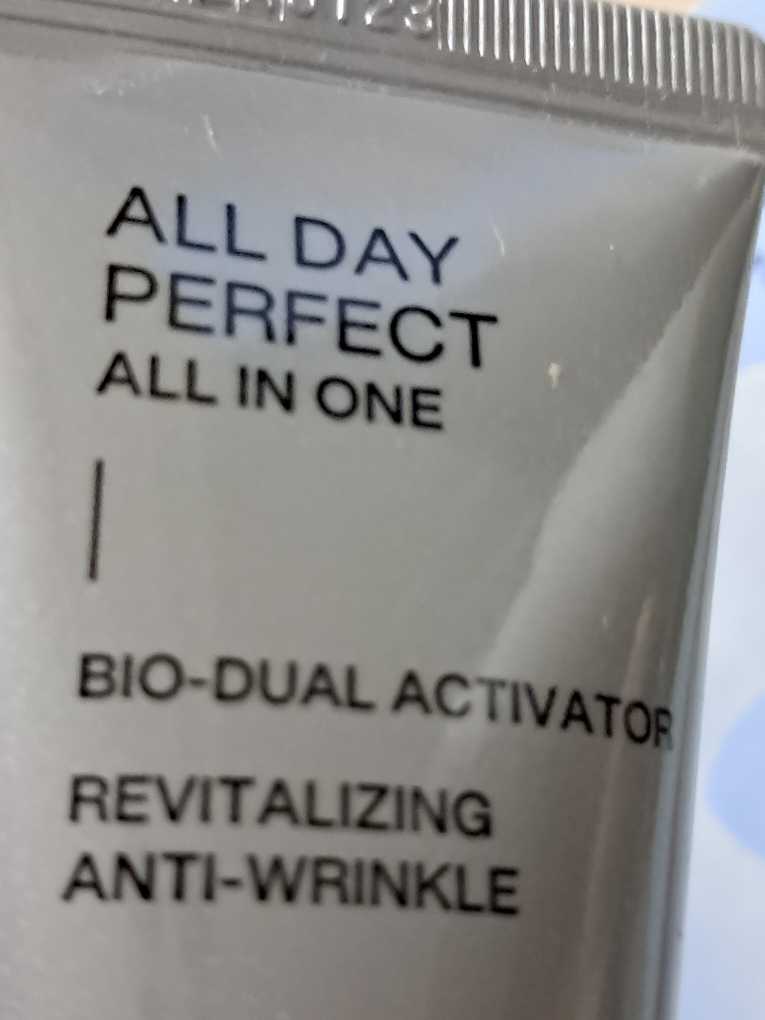 ALL DAY
PERFECT
ALL IN ONE
BIO-DUAL ACTIVATOR
REVITALIZING
ANTI-WRINKLE